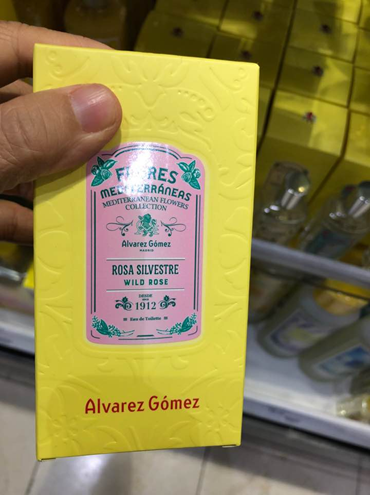 FLORES
MEDITERRÁNEAS
MEDITERRANEAN FLOWERS
COLLECTION
Alvarez Gómez
MADRID
ROSA SILVESTRE
WILD ROSE
DESDE
1912
Eau de Toilette
Alvarez Gómez